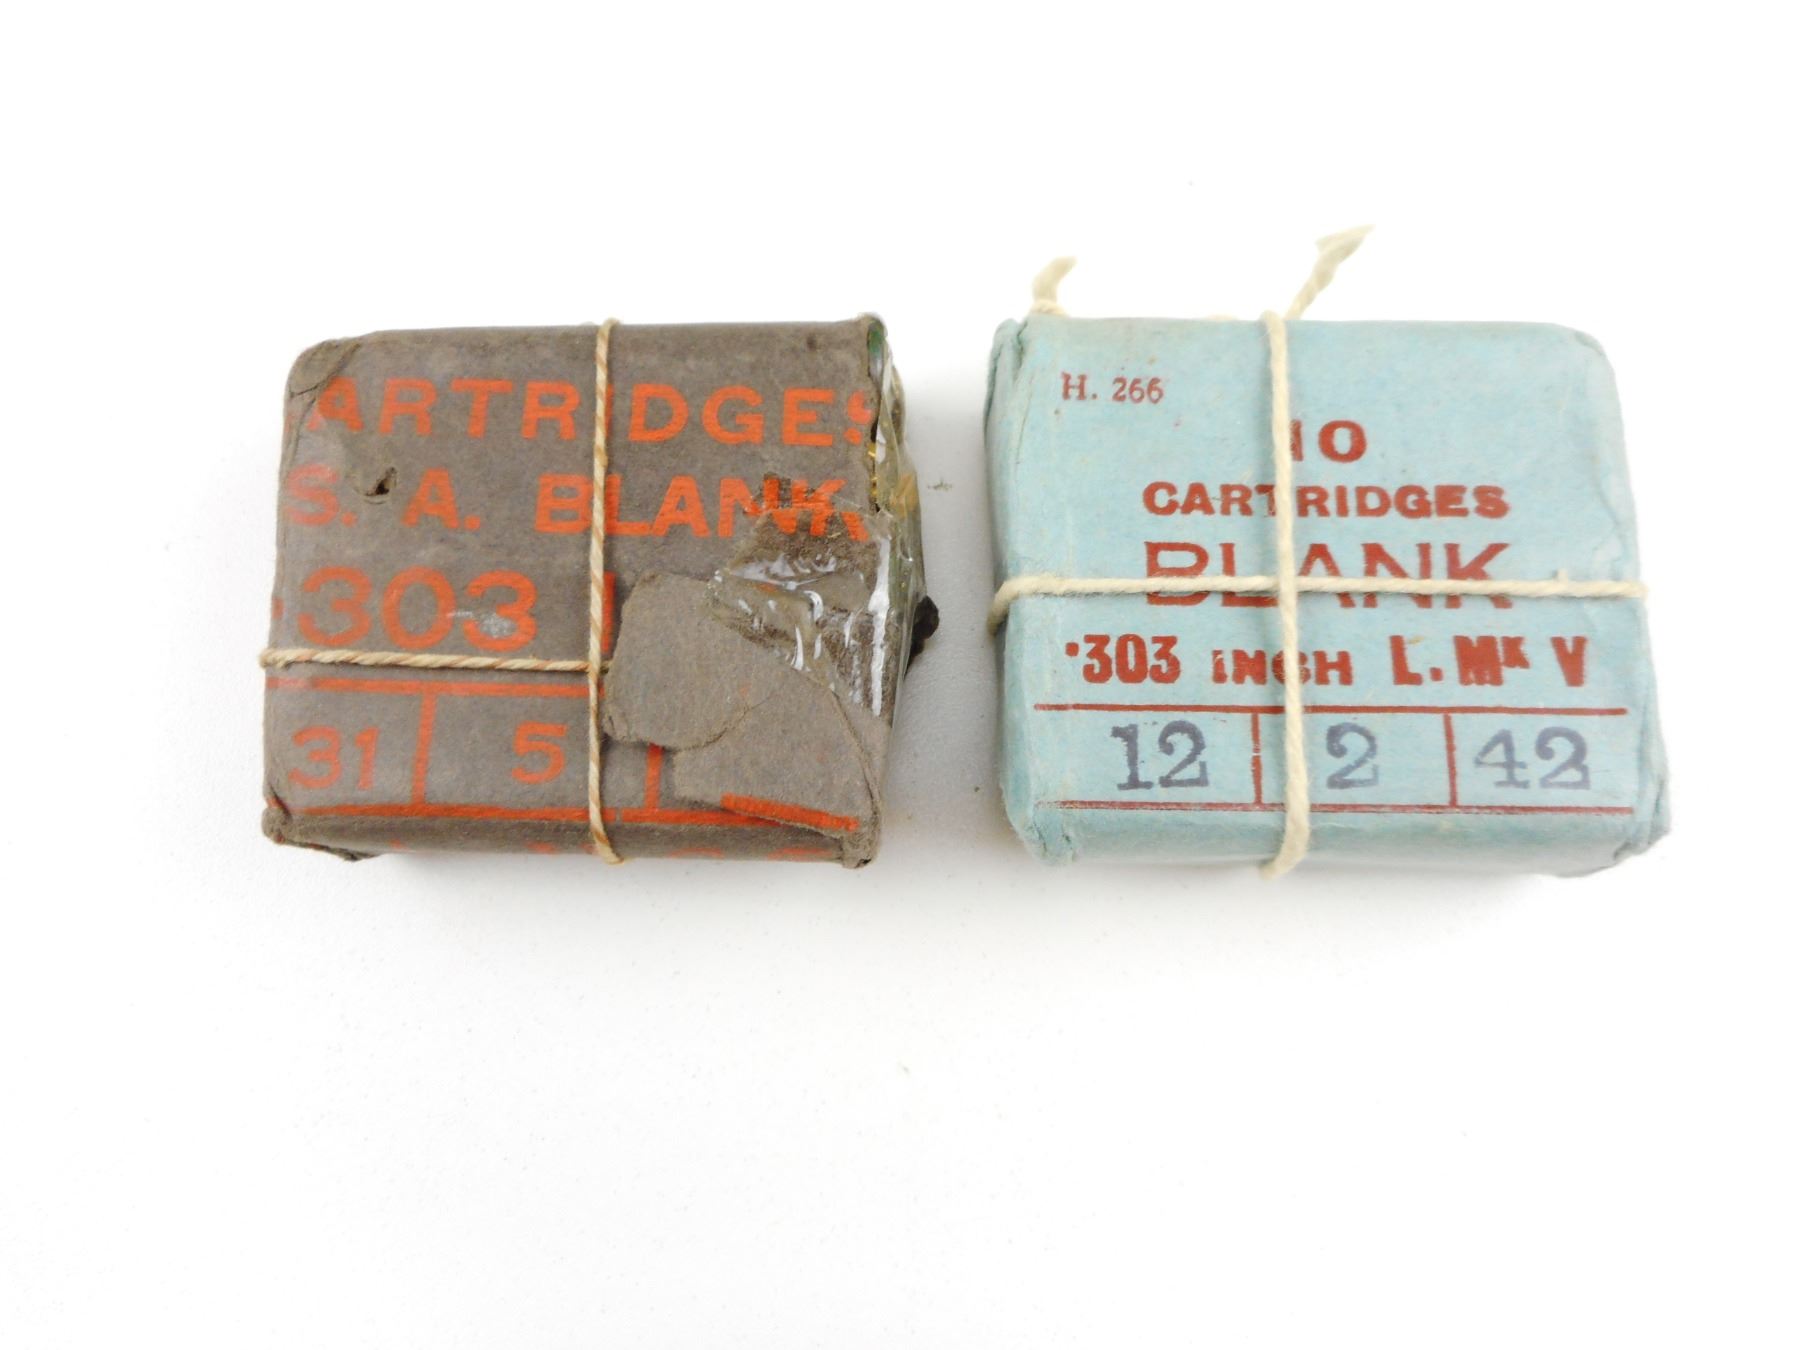 ARTRIDGES
S. A. BLANK
·303 I
31 5
H. 266
10
CARTRIDGES
BLANK
·303 INCH L. Mᴷ V
12 2 42